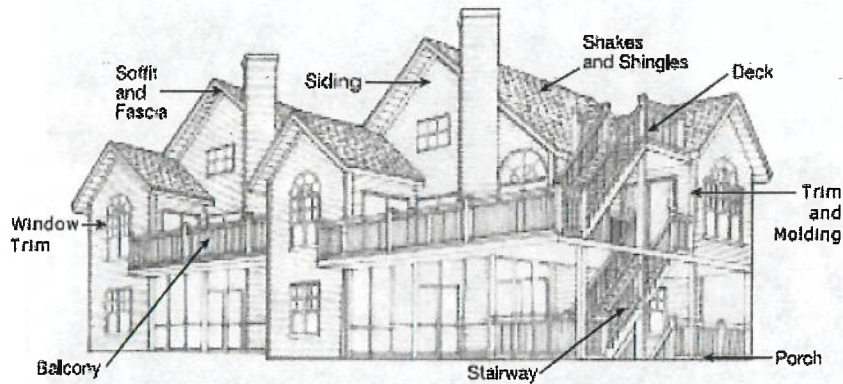 Soffit
and
Fascia
Siding
Shakes
and Shingles
Deck
Window
Trim
Trim
and
Molding
Balcony
Stairway
Porch